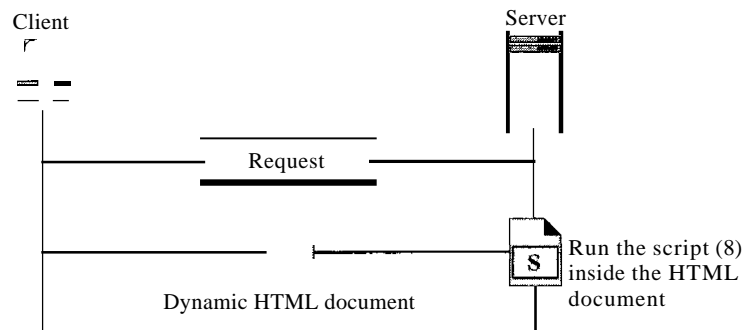 Client
Server
Request
S
Run the script (8)
inside the HTML
document
Dynamic HTML document